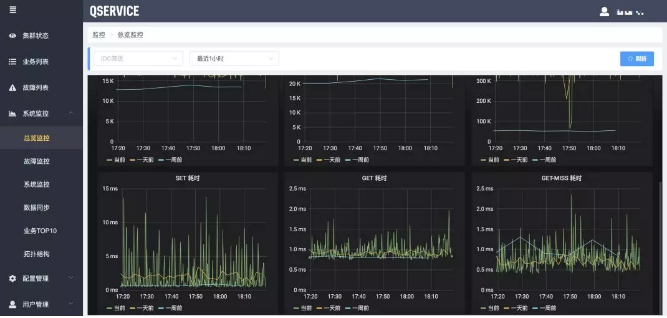 QSERVICE
集群状态
业务列表
故障列表
系统监控
总览监控
故障监控
系统监控
数据同步
业务TOP10
拓扑结构
配置管理
用户管理
监控 总览监控
IDC筛选 最近1小时 刷新
15 K
10 K
5 K
0
17:20 17:30 17:40 17:50 18:00 18:10
当前 一天前 一周前
20 K
15 K
10 K
5 K
0
17:20 17:30 17:40 17:50 18:00 18:10
当前 一天前 一周前
300 K
200 K
100 K
0
17:20 17:30 17:40 17:50 18:00 18:10
当前 一天前 一周前
SET 耗时
15 ms
10 ms
5 ms
0 ms
17:20 17:30 17:40 17:50 18:00 18:10
当前 一天前 一周前
GET 耗时
2.5 ms
2.0 ms
1.5 ms
1.0 ms
0.5 ms
17:20 17:30 17:40 17:50 18:00 18:10
当前 一天前 一周前
GET-MISS 耗时
2.5 ms
2.0 ms
1.5 ms
1.0 ms
0.5 ms
0 ms
17:20 17:30 17:40 17:50 18:00 18:10
当前 一天前 一周前